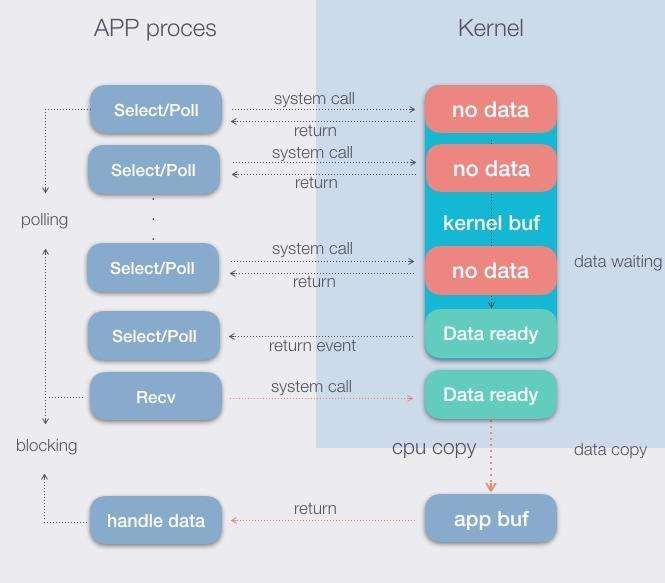 APP proces
Kernel
Select/Poll
system call
no data
return
Select/Poll
system call
no data
return
polling
kernel buf
Select/Poll
system call
no data
data waiting
return
Select/Poll
return event
Data ready
Recv
system call
Data ready
blocking
cpu copy
data copy
handle data
return
app buf